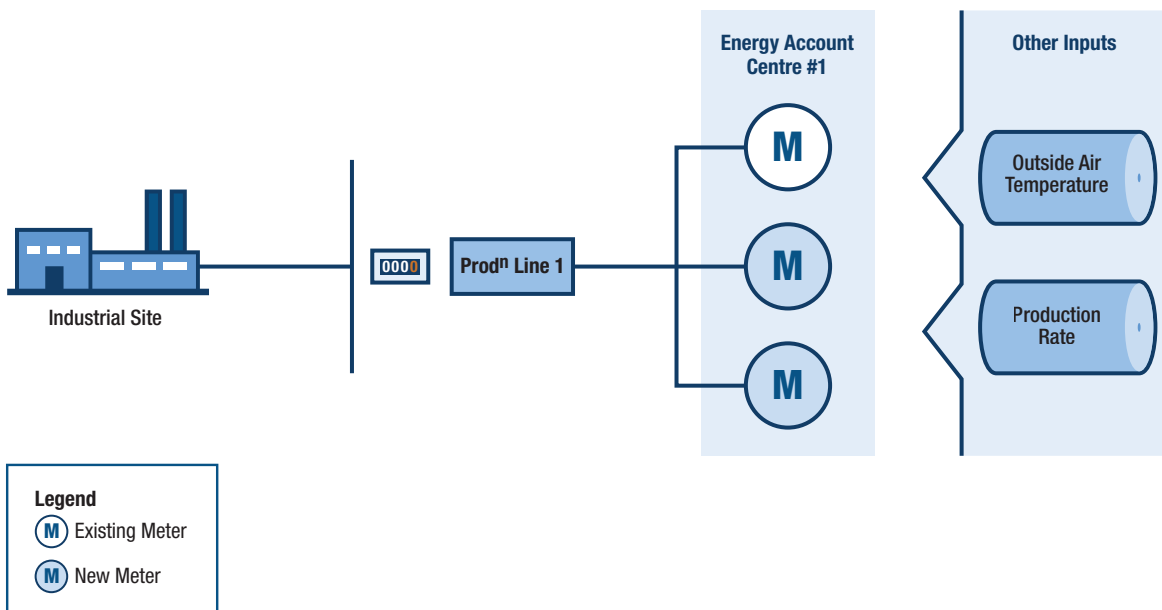 Energy Account
Centre #1
Other Inputs
M
Outside Air
Temperature
0000
Prodⁿ Line 1
M
Industrial Site
Production
Rate
M
Legend
M Existing Meter
M New Meter